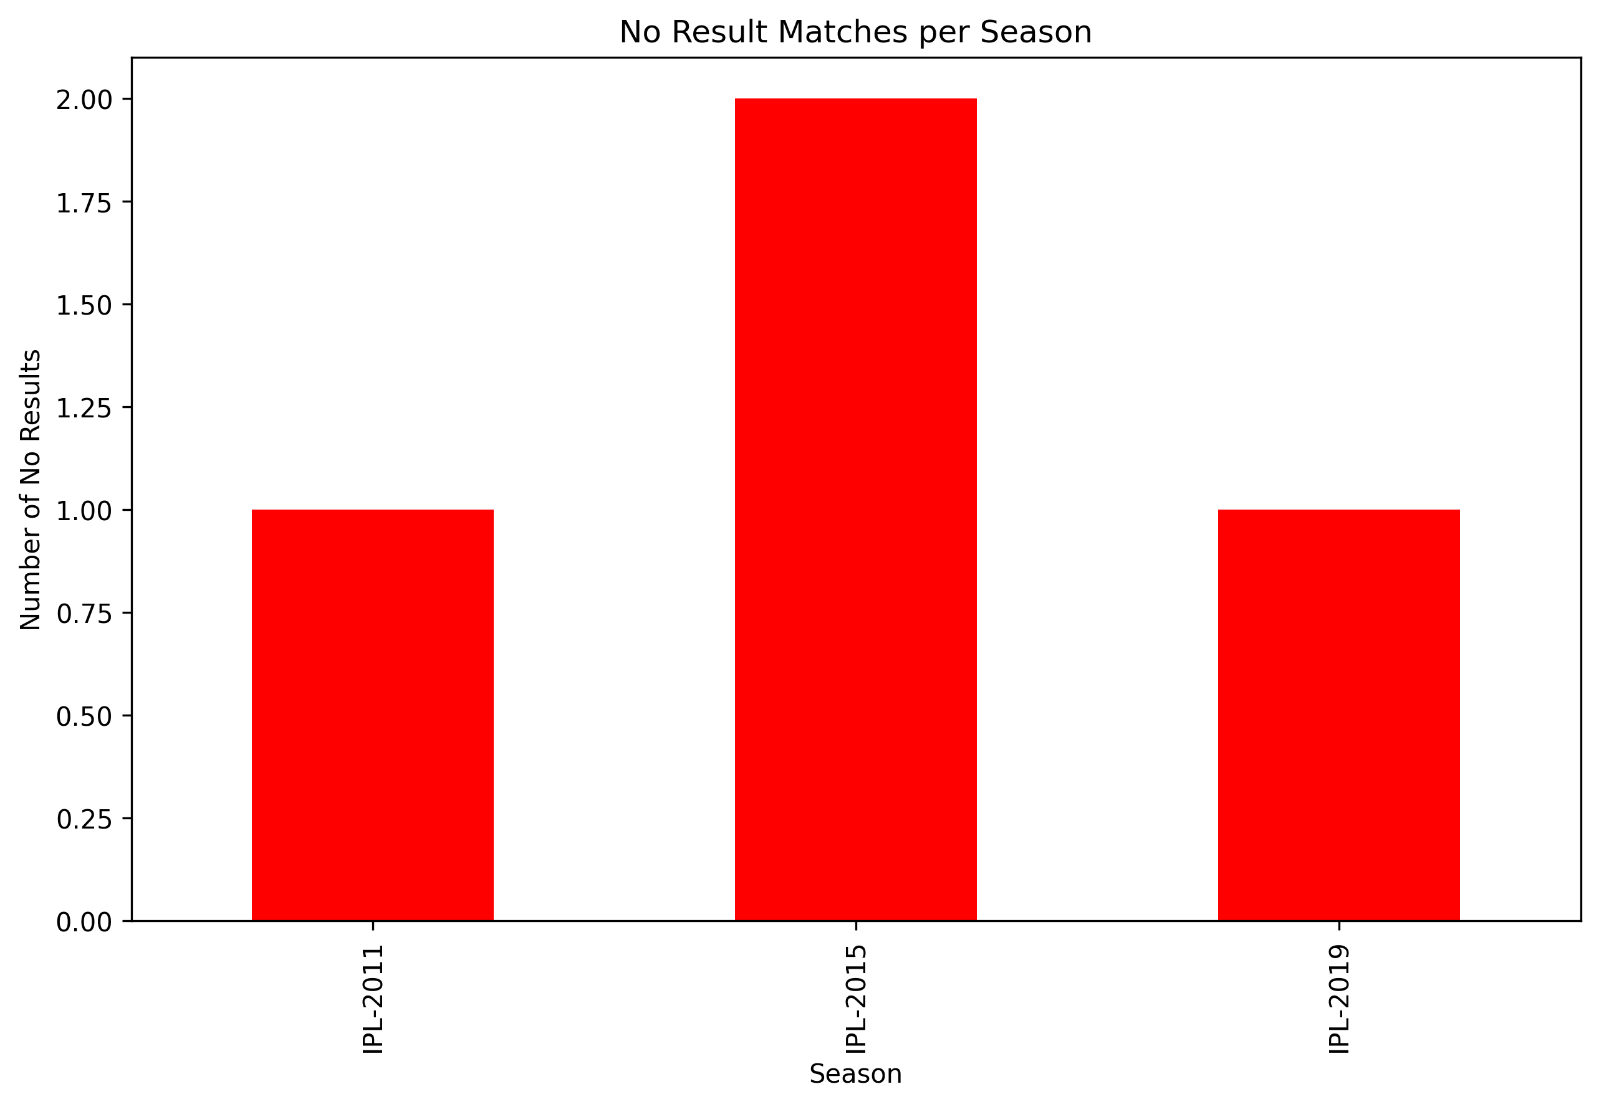 No Result Matches per Season
Number of No Results
2.00
1.75
1.50
1.25
1.00
0.75
0.50
0.25
0.00
IPL-2011
IPL-2015
IPL-2019
Season